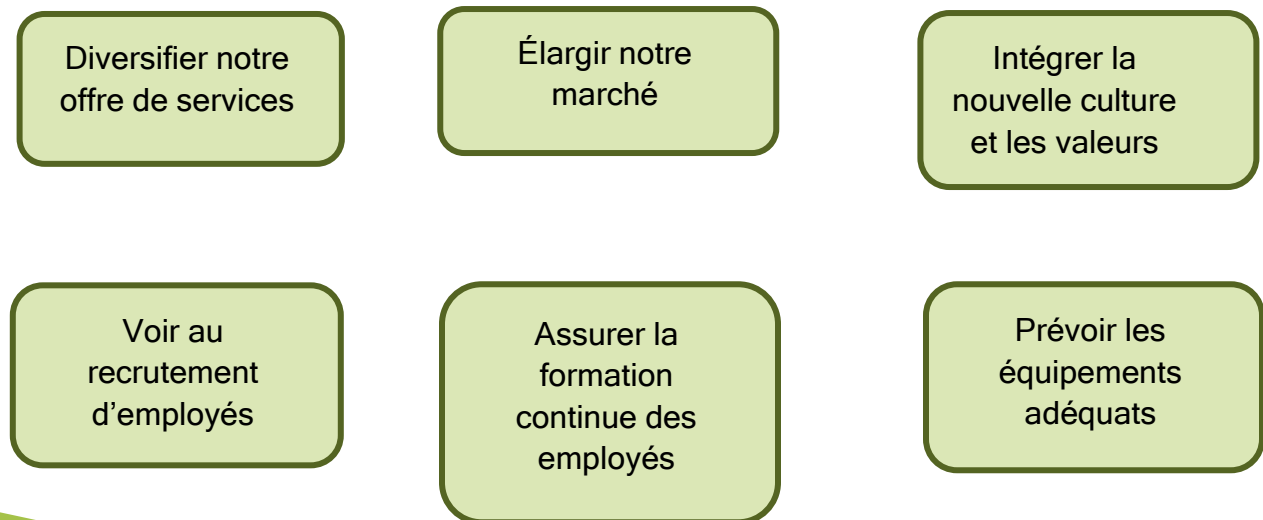 Diversifier notre
offre de services
Élargir notre
marché
Intégrer la
nouvelle culture
et les valeurs
Voir au
recrutement
d’employés
Assurer la
formation
continue des
employés
Prévoir les
équipements
adéquats